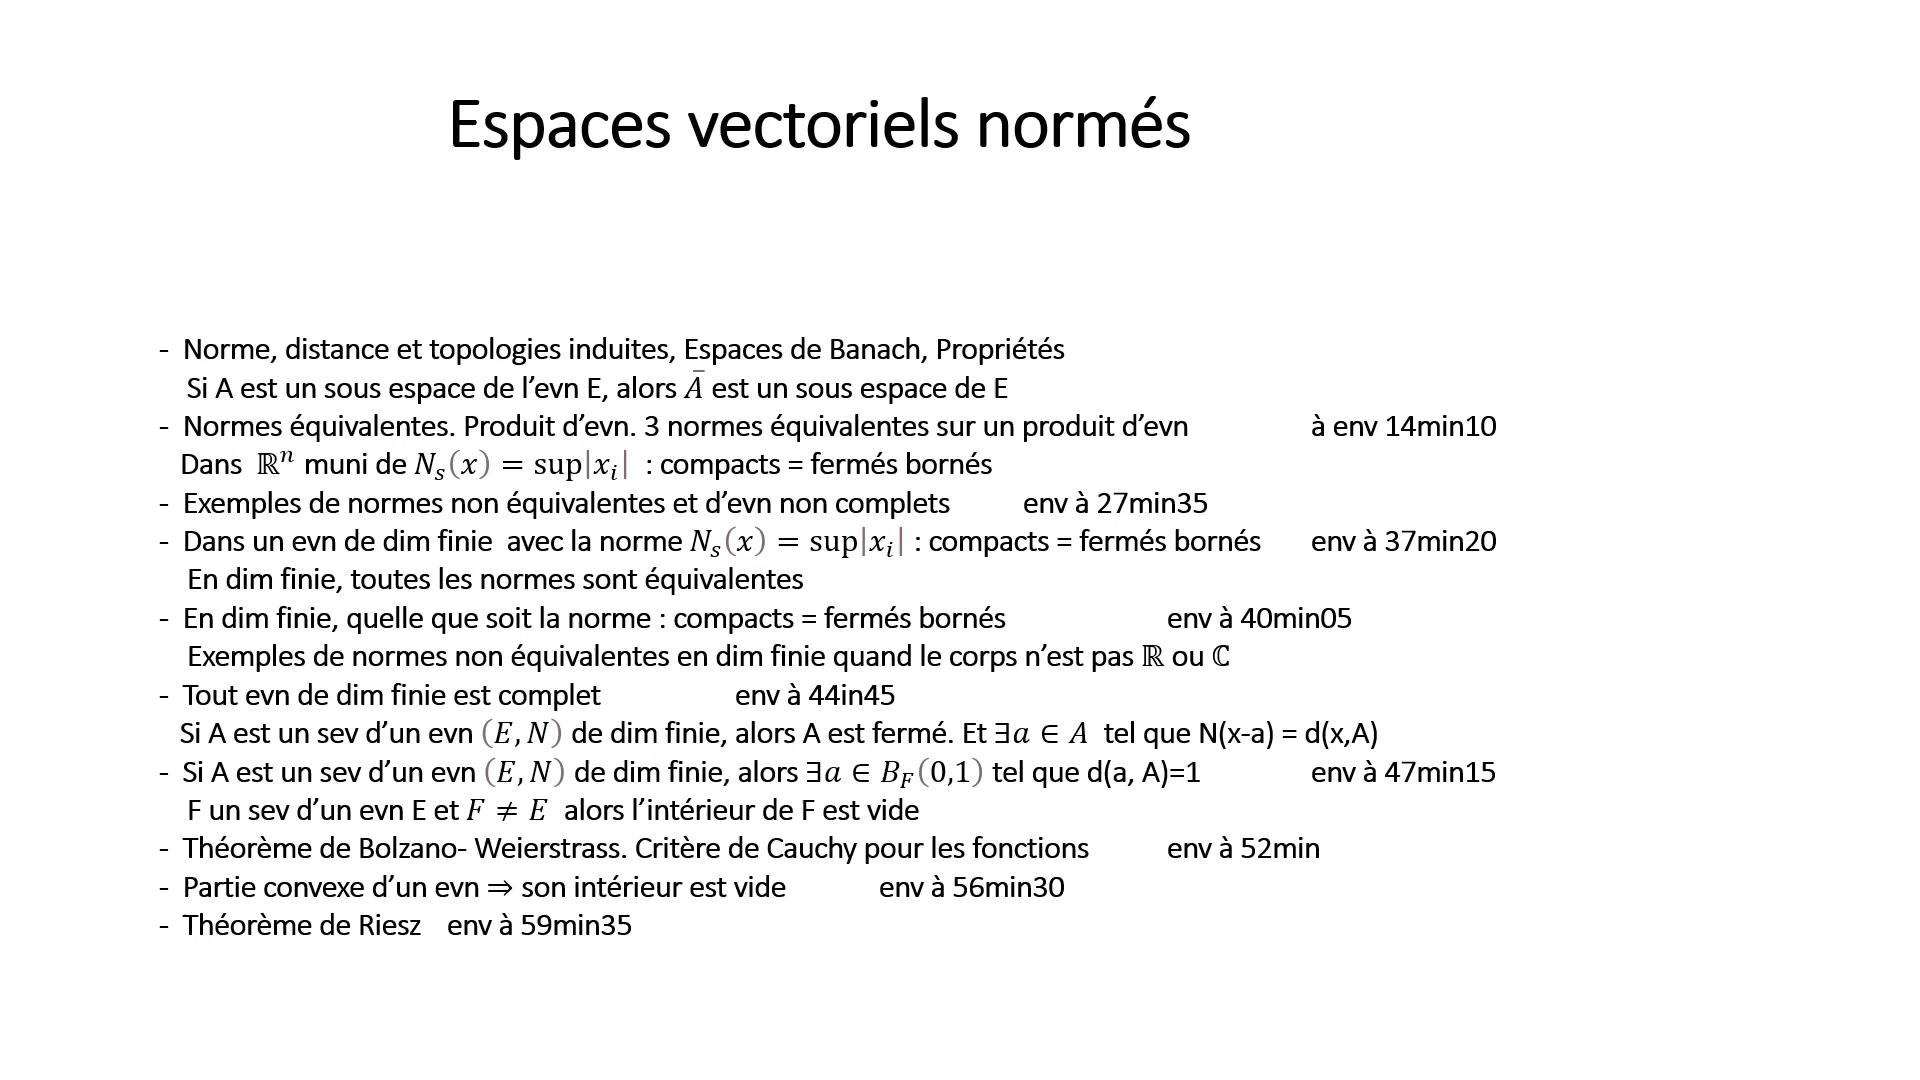 Espaces vectoriels normés
- Norme, distance et topologies induites, Espaces de Banach, Propriétés
Si A est un sous espace de l’evn E, alors Ā est un sous espace de E
- Normes équivalentes. Produit d’evn. 3 normes équivalentes sur un produit d’evn à env 14min10
Dans ℝⁿ muni de Nₛ(x) = sup|xᵢ| : compacts = fermés bornés
- Exemples de normes non équivalentes et d’evn non complets env à 27min35
- Dans un evn de dim finie avec la norme Nₛ(x) = sup|xᵢ| : compacts = fermés bornés env à 37min20
En dim finie, toutes les normes sont équivalentes
- En dim finie, quelle que soit la norme : compacts = fermés bornés env à 40min05
Exemples de normes non équivalentes en dim finie quand le corps n’est pas ℝ ou ℂ
- Tout evn de dim finie est complet env à 44in45
Si A est un sev d’un evn (E, N) de dim finie, alors A est fermé. Et ∃a ∈ A tel que N(x-a) = d(x,A)
- Si A est un sev d’un evn (E, N) de dim finie, alors ∃a ∈ B_F(0,1) tel que d(a, A)=1 env à 47min15
F un sev d’un evn E et F ≠ E alors l’intérieur de F est vide
- Théorème de Bolzano- Weierstrass. Critère de Cauchy pour les fonctions env à 52min
- Partie convexe d’un evn ⇒ son intérieur est vide env à 56min30
- Théorème de Riesz env à 59min35